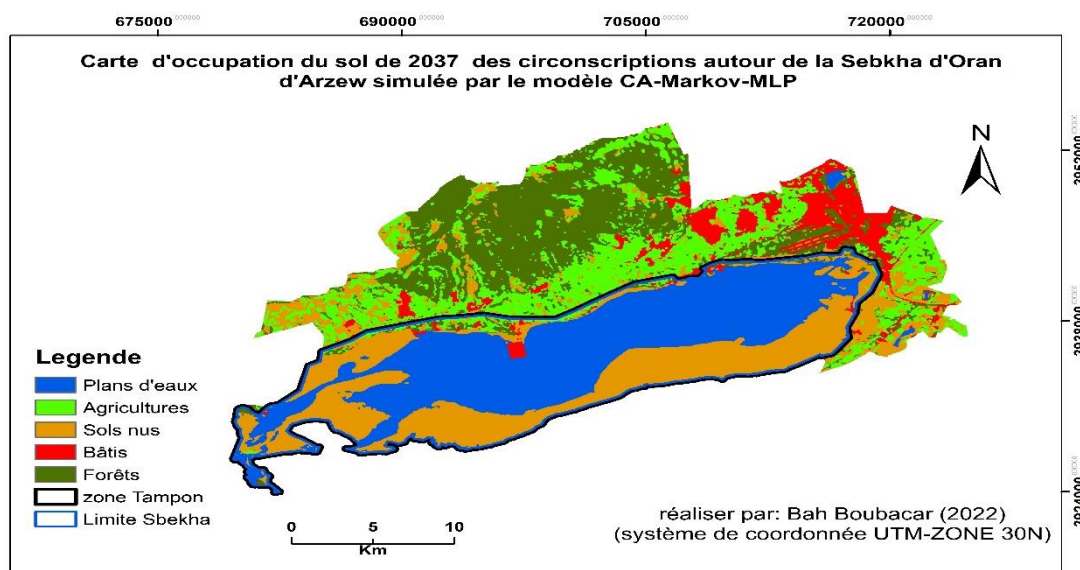 675000 690000 705000 720000
Carte d'occupation du sol de 2037 des circonscriptions autour de la Sebkha d'Oran
d'Arzew simulée par le modèle CA-Markov-MLP
N
Legende
Plans d'eaux
Agricultures
Sols nus
Bâtis
Forêts
zone Tampon
Limite Sbekha
0 5 10
Km
réaliser par: Bah Boubacar (2022)
(système de coordonnée UTM-ZONE 30N)